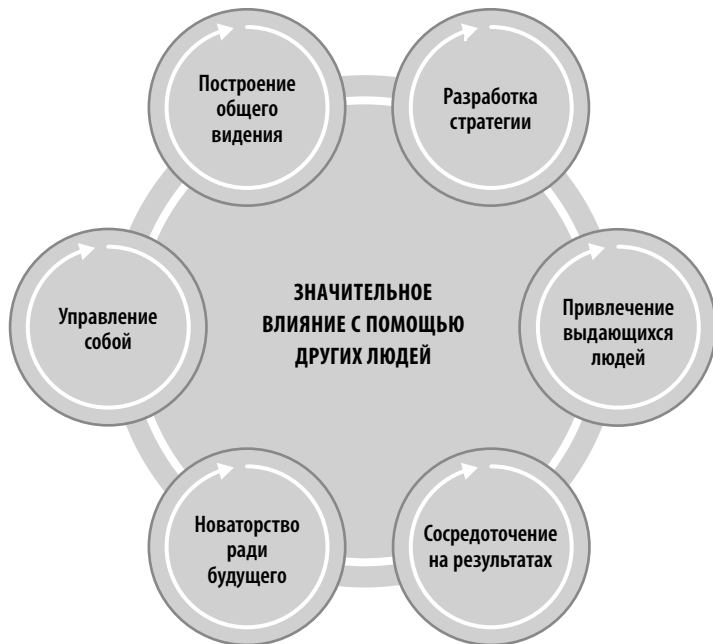 Построение
общего
видения
Разработка
стратегии
Управление
собой
ЗНАЧИТЕЛЬНОЕ
ВЛИЯНИЕ С ПОМОЩЬЮ
ДРУГИХ ЛЮДЕЙ
Привлечение
выдающихся
людей
Новаторство
ради
будущего
Сосредоточение
на результатах